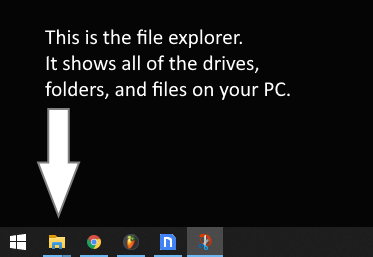 This is the file explorer.
It shows all of the drives,
folders, and files on your PC.